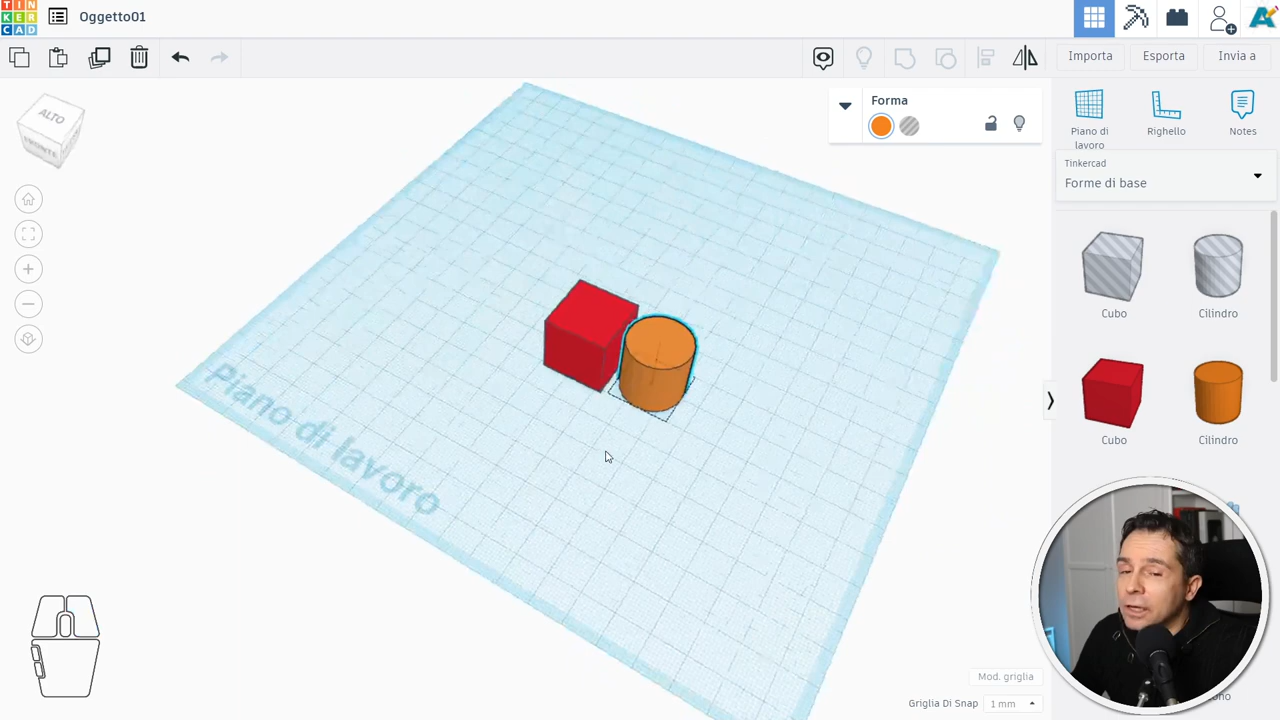 TIN
KER
CAD
Oggetto01
Importa
Esporta
Invia a
ALTO
Forma
Piano di
lavoro
Righello
Notes
Tinkercad
Forme di base
Cubo
Cilindro
Cubo
Cilindro
Piano di lavoro
Mod. griglia
Griglia Di Snap
1 mm